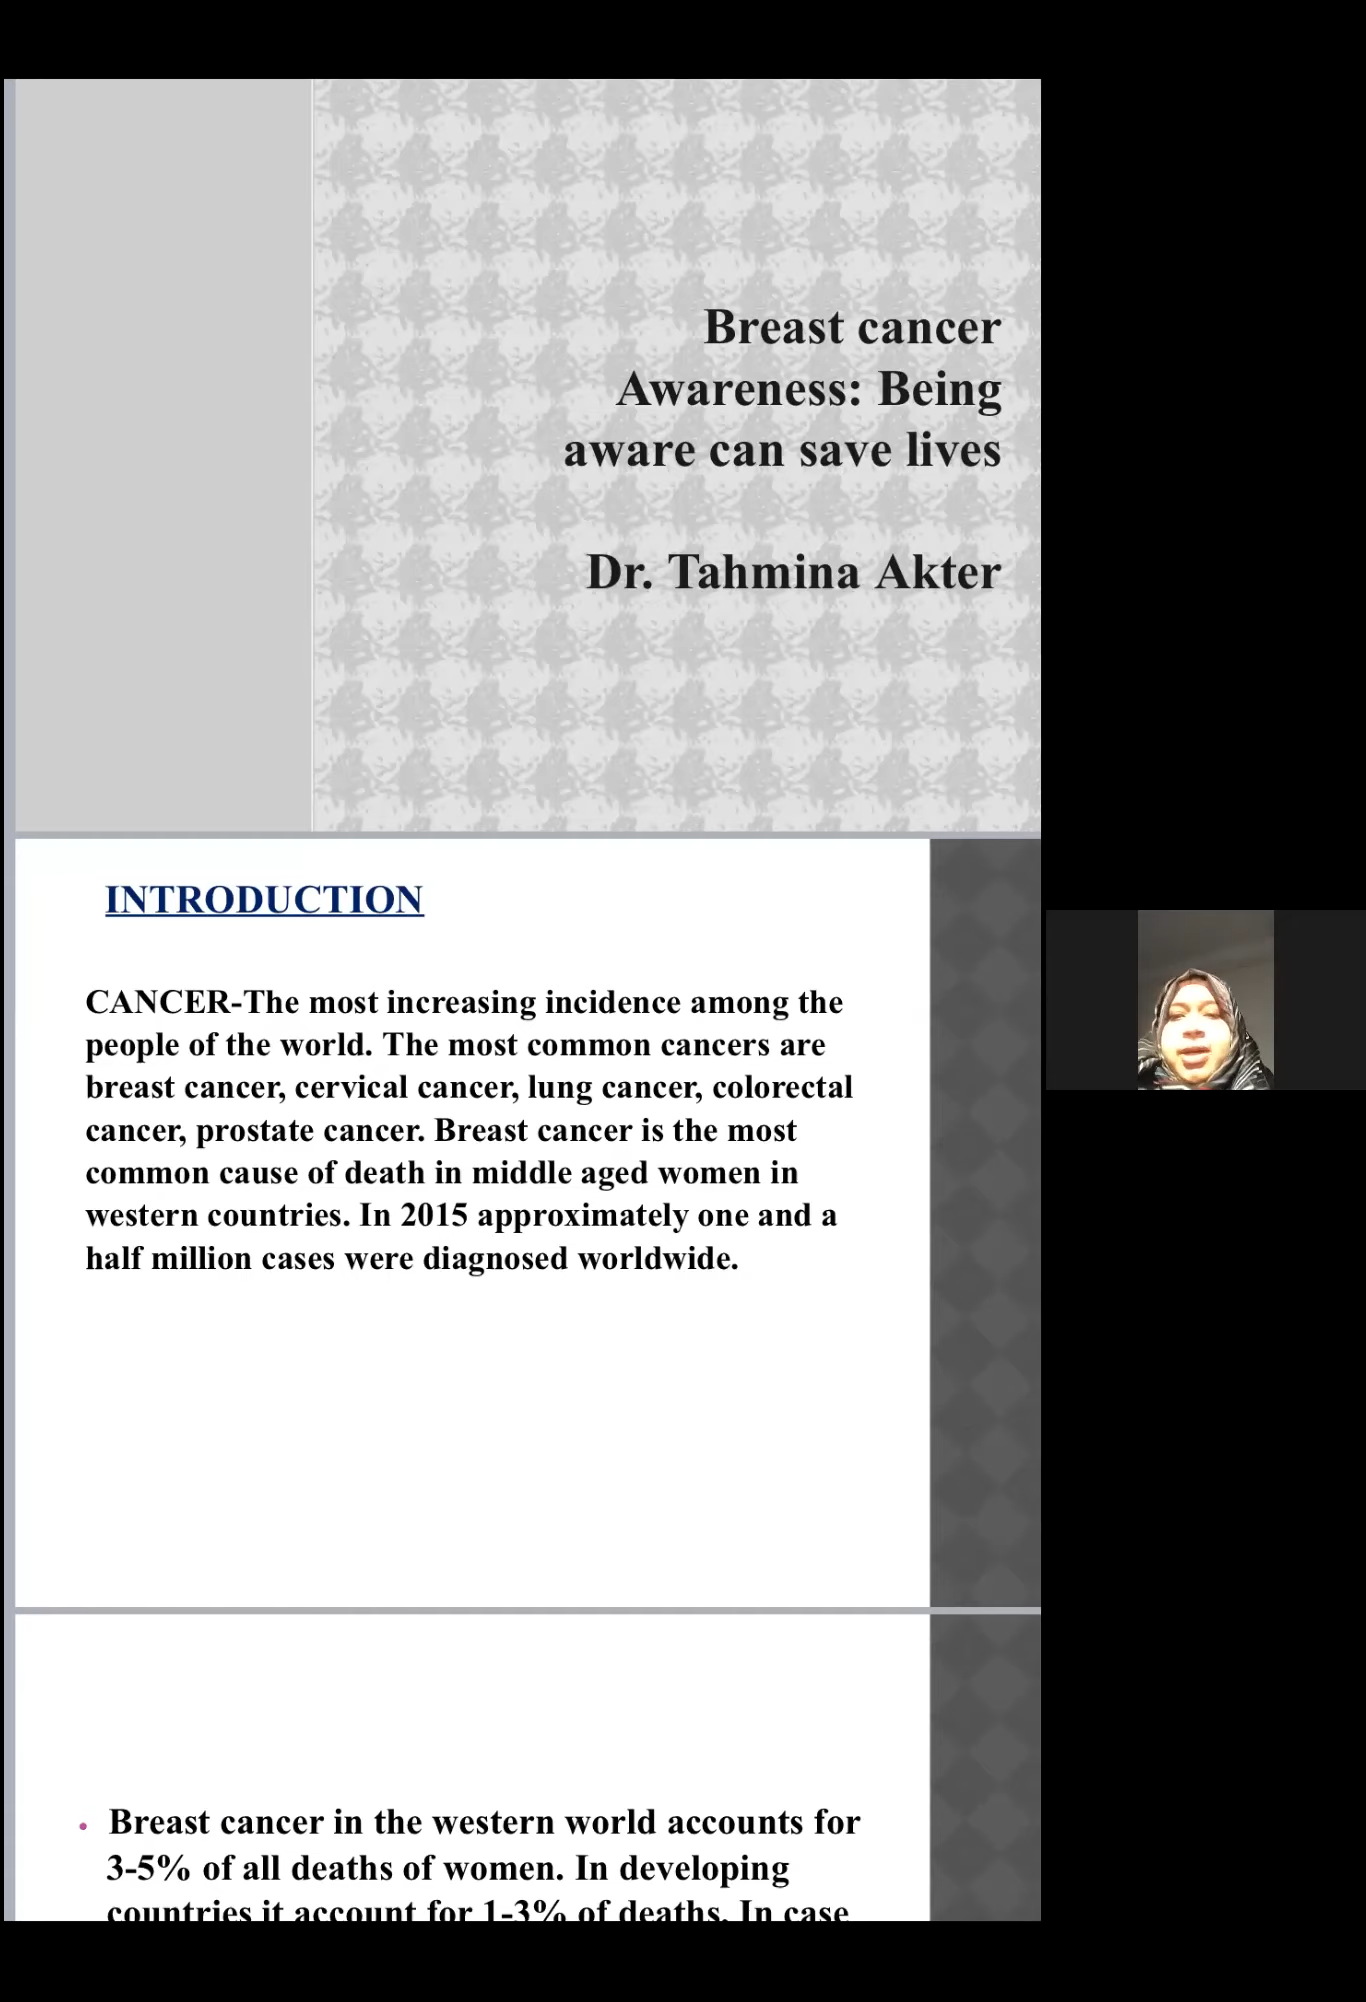 Breast cancer
Awareness: Being
aware can save lives
Dr. Tahmina Akter
INTRODUCTION
CANCER-The most increasing incidence among the
people of the world. The most common cancers are
breast cancer, cervical cancer, lung cancer, colorectal
cancer, prostate cancer. Breast cancer is the most
common cause of death in middle aged women in
western countries. In 2015 approximately one and a
half million cases were diagnosed worldwide.
• Breast cancer in the western world accounts for
3-5% of all deaths of women. In developing
countries it account for 1-3% of deaths. In case